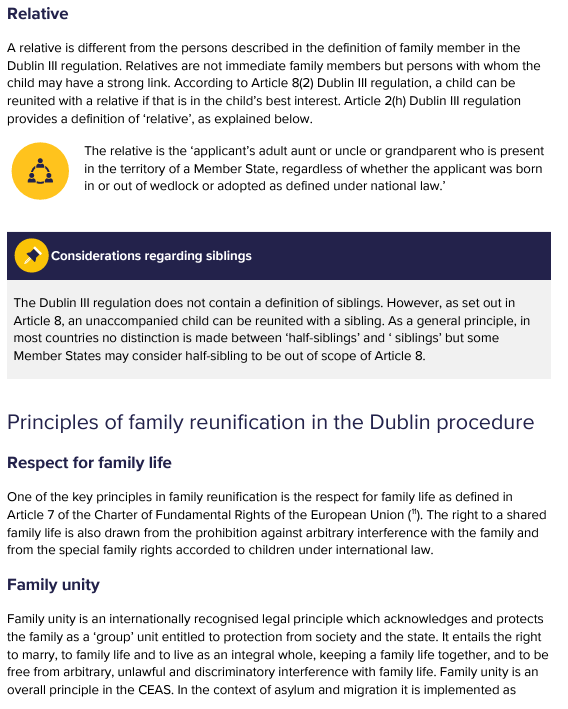 Relative
A relative is different from the persons described in the definition of family member in the
Dublin III regulation. Relatives are not immediate family members but persons with whom the
child may have a strong link. According to Article 8(2) Dublin III regulation, a child can be
reunited with a relative if that is in the child’s best interest. Article 2(h) Dublin III regulation
provides a definition of ‘relative’, as explained below.
The relative is the ‘applicant’s adult aunt or uncle or grandparent who is present
in the territory of a Member State, regardless of whether the applicant was born
in or out of wedlock or adopted as defined under national law.’
Considerations regarding siblings
The Dublin III regulation does not contain a definition of siblings. However, as set out in
Article 8, an unaccompanied child can be reunited with a sibling. As a general principle, in
most countries no distinction is made between ‘half-siblings’ and ‘ siblings’ but some
Member States may consider half-sibling to be out of scope of Article 8.
Principles of family reunification in the Dublin procedure
Respect for family life
One of the key principles in family reunification is the respect for family life as defined in
Article 7 of the Charter of Fundamental Rights of the European Union (¹¹). The right to a shared
family life is also drawn from the prohibition against arbitrary interference with the family and
from the special family rights accorded to children under international law.
Family unity
Family unity is an internationally recognised legal principle which acknowledges and protects
the family as a ‘group’ unit entitled to protection from society and the state. It entails the right
to marry, to family life and to live as an integral whole, keeping a family life together, and to be
free from arbitrary, unlawful and discriminatory interference with family life. Family unity is an
overall principle in the CEAS. In the context of asylum and migration it is implemented as